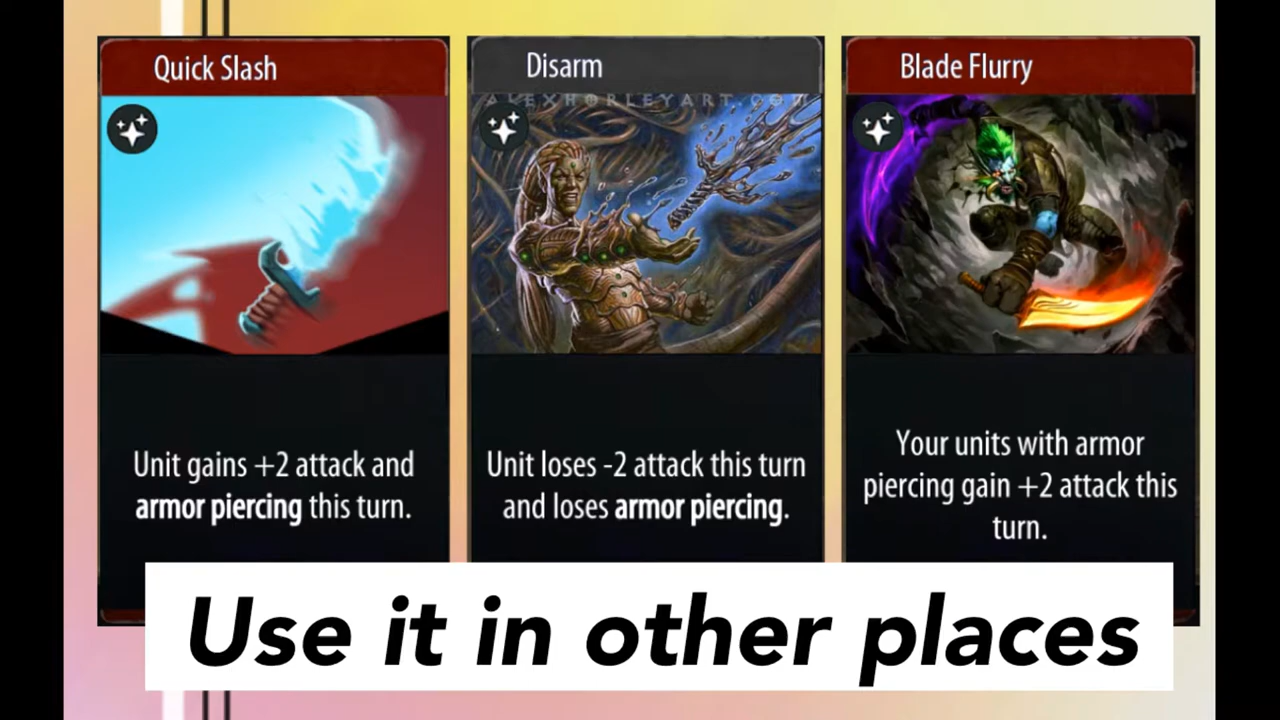 Quick Slash
Unit gains +2 attack and
armor piercing this turn.
Disarm
ALEXHORLEYART.COM
Unit loses -2 attack this turn
and loses armor piercing.
Blade Flurry
Your units with armor
piercing gain +2 attack this
turn.
Use it in other places